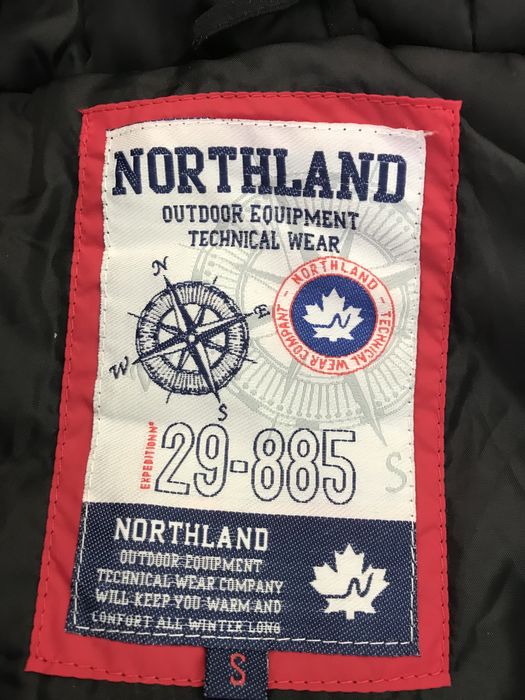 NORTHLAND
OUTDOOR EQUIPMENT
TECHNICAL WEAR
N
E
W
S
- NORTHLAND -
TECHNICAL WEAR COMPANY
N
S
EXPEDITION Nº
29-885
NORTHLAND
OUTDOOR EQUIPMENT
TECHNICAL WEAR COMPANY
WILL KEEP YOU WARM AND
CONFORT ALL WINTER LONG
N
S